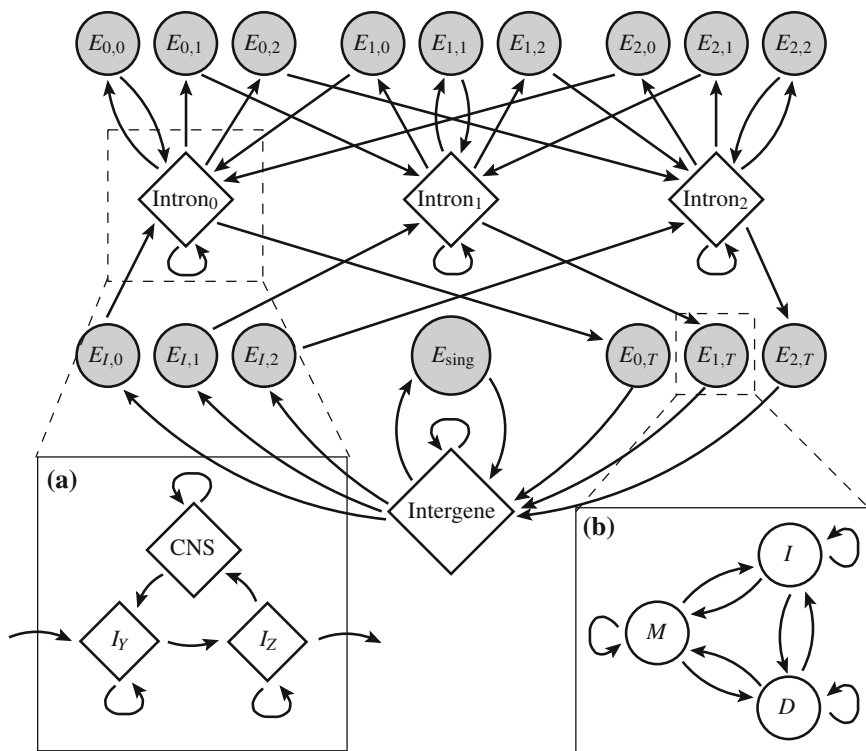 E0,0 E0,1 E0,2 E1,0 E1,1 E1,2 E2,0 E2,1 E2,2
Intron0 Intron1 Intron2
EI,0 EI,1 EI,2 Esing E0,T E1,T E2,T
Intergene
(a)
CNS
IY IZ
(b)
I
M
D